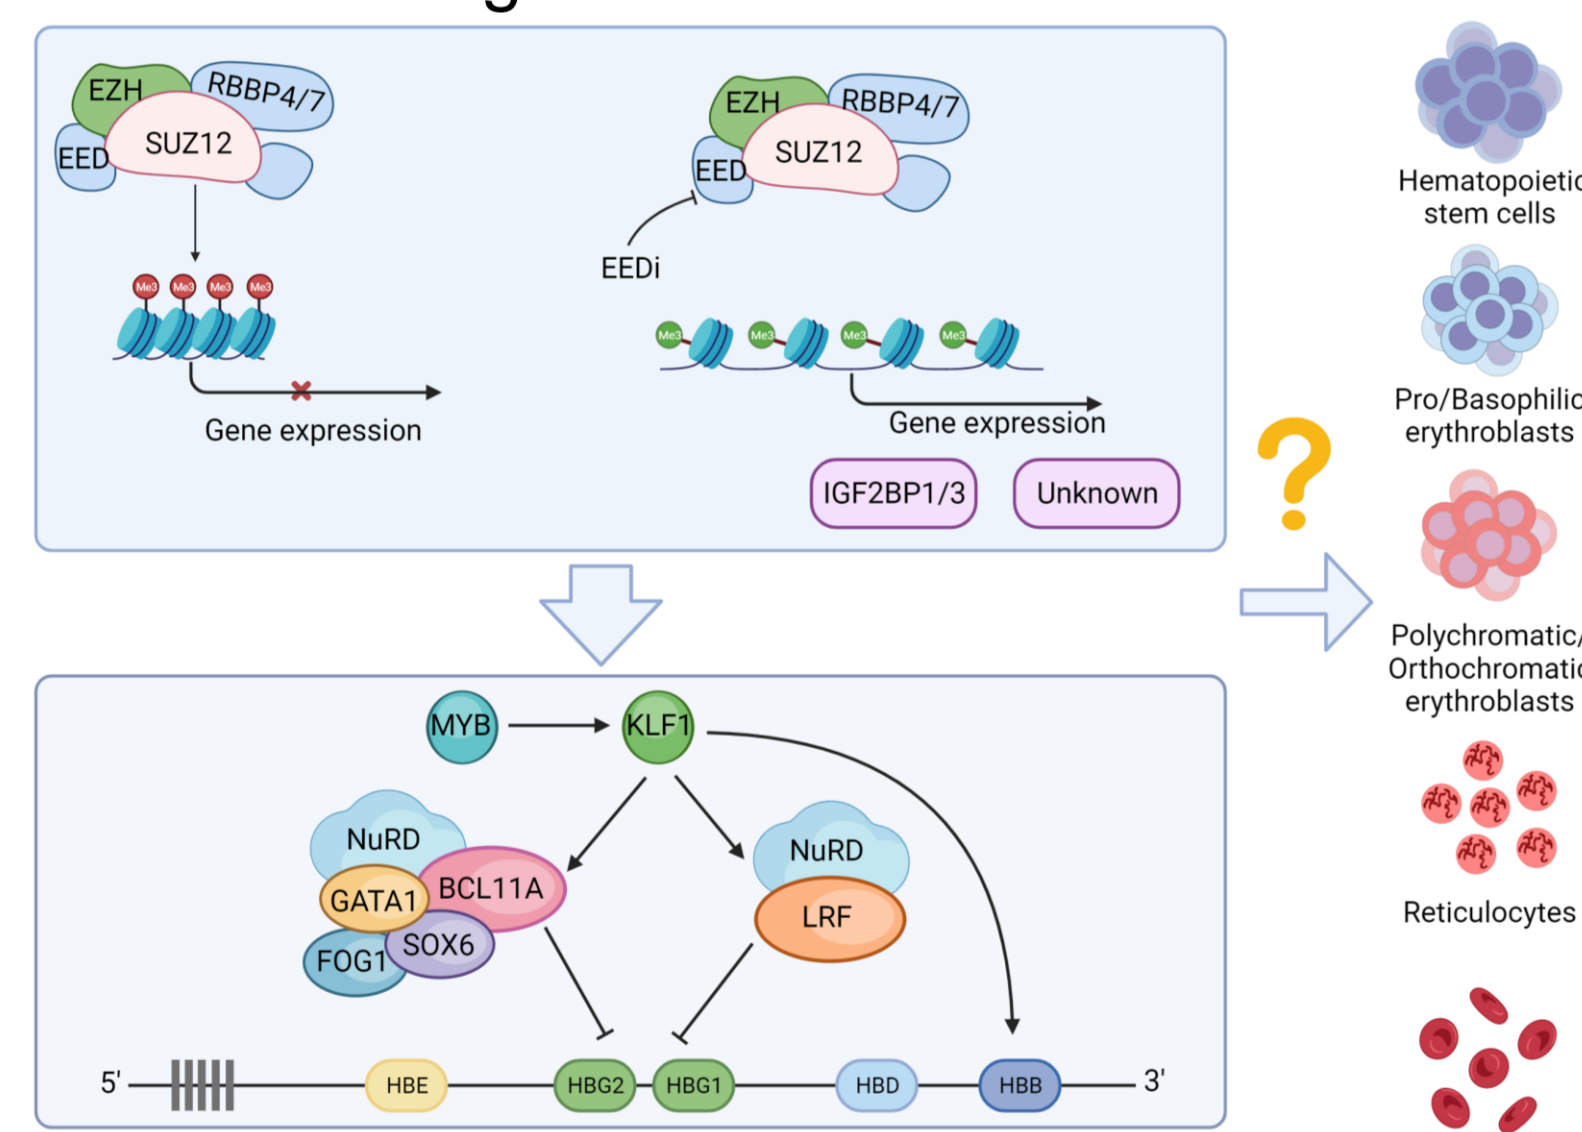 EZH
RBBP4/7
SUZ12
EED
Me3 Me3 Me3 Me3
Gene expression
EZH
RBBP4/7
SUZ12
EED
EEDi
Me3 Me3 Me3 Me3
Gene expression
IGF2BP1/3
Unknown
?
MYB
KLF1
NuRD
BCL11A
GATA1
SOX6
FOG1
NuRD
LRF
5'
HBE
HBG2
HBG1
HBD
HBB
3'
Hematopoietic
stem cells
Pro/Basophilic
erythroblasts
Polychromatic/
Orthochromatic
erythroblasts
Reticulocytes